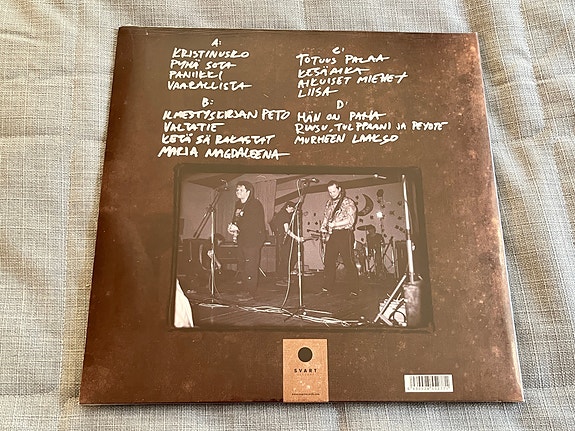 A:
KRISTINUSKO
PYHÄ SOTA
PANIIKKI
VAARALLISTA
B:
ILMESTYSKIRJAN PETO
VALTATIE
KETÄ SÄ RAKASTAT
MARIA MAGDALEENA
C:
TOTUUS PALAA
KESÄAIKA
AIKUISET MIEHET
LIISA
D:
HÄN ON PAHA
RUUSU, TULPPAANI JA PEYOTE
MURHEEN LAAKSO
SVART